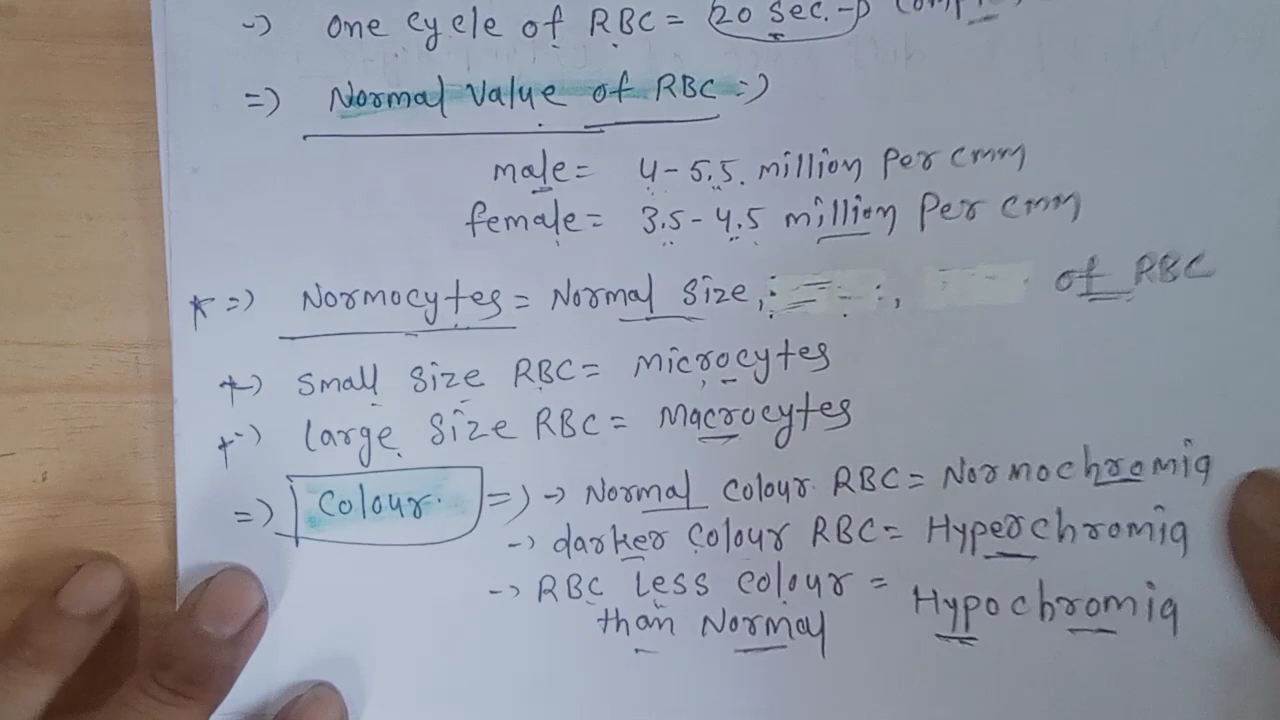 -> One cycle of RBC = 20 sec. ->
=> Normal Value of RBC =>
male = 4-5.5. million Per cmm
female = 3.5-4.5 million Per cmm
* => Normocytes = Normal size, , of RBC
*-> Small Size RBC = Microcytes
*-> large Size RBC = Macrocytes
=> Colour. => -> Normal Colour RBC = Normochromia
-> darker Colour RBC = Hyperchromia
-> RBC Less Colour = Hypochromia
than Normal